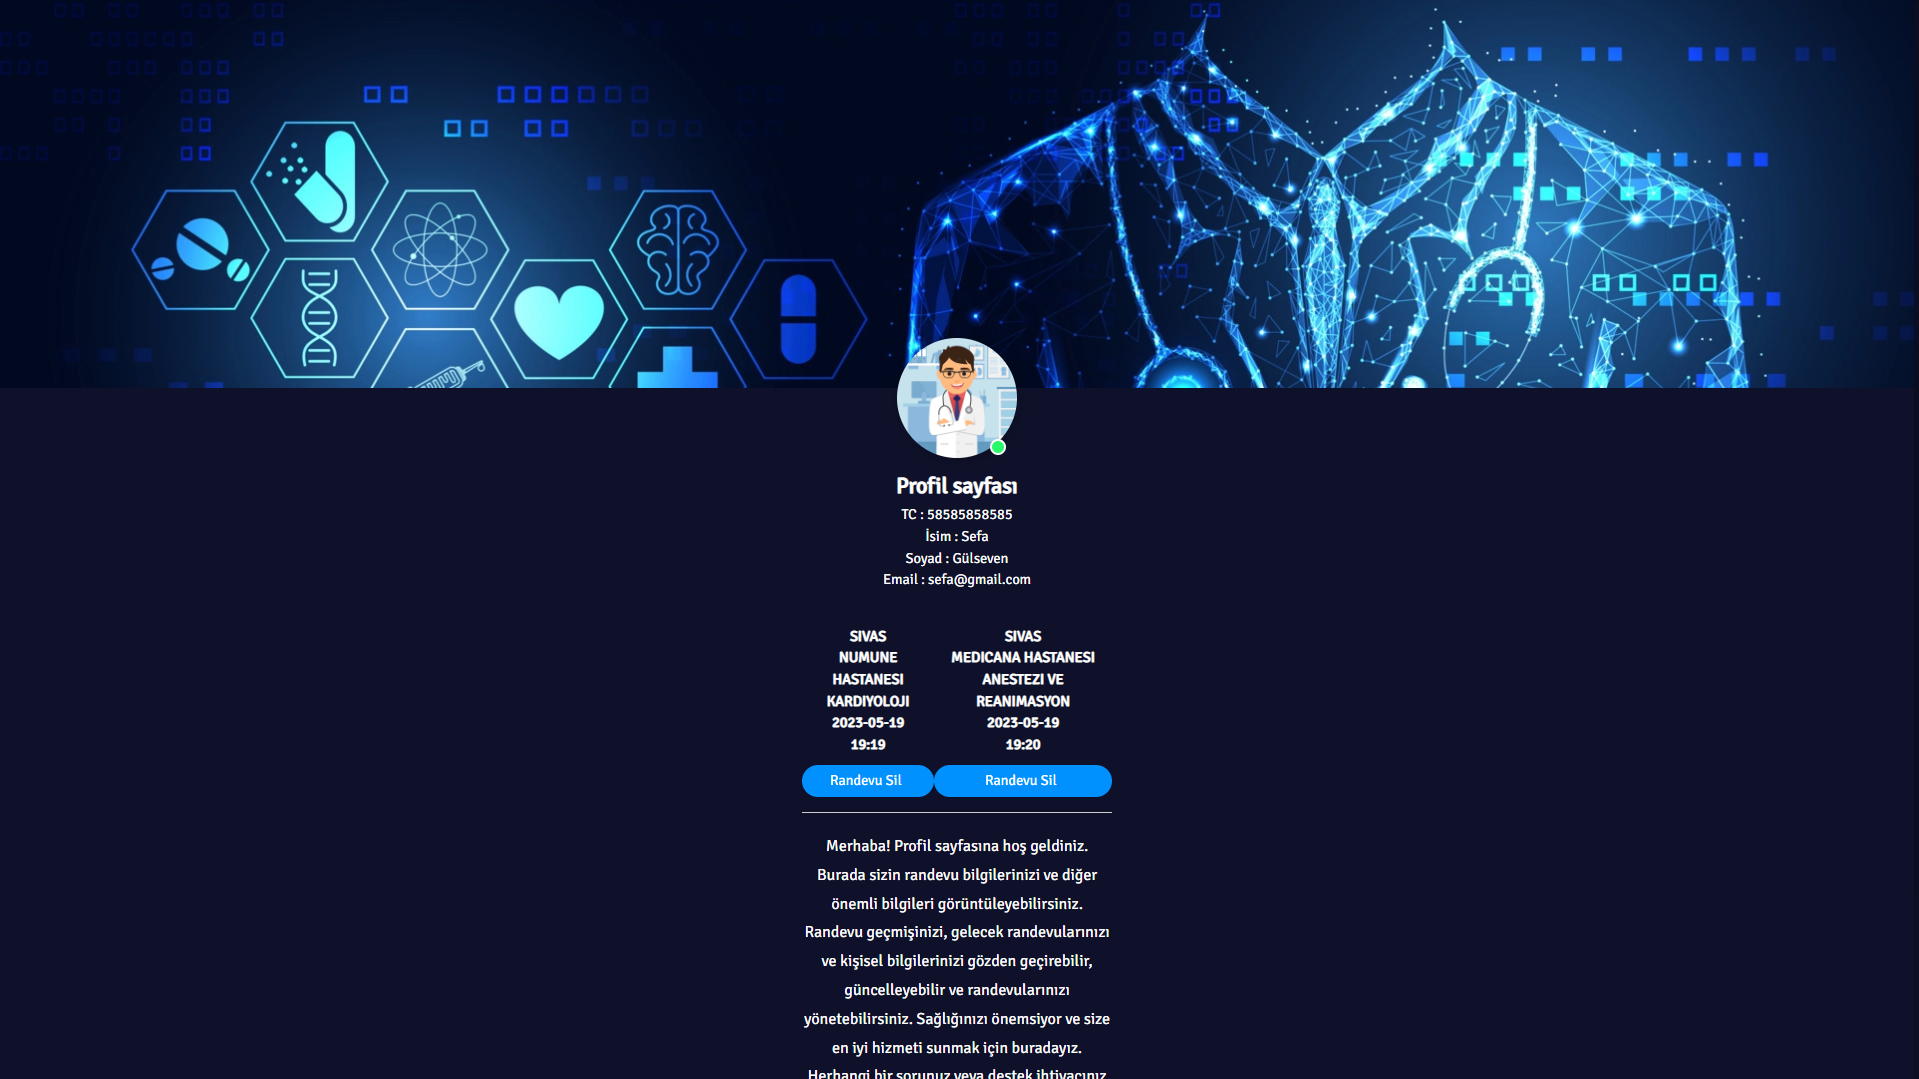 Profil sayfası
TC : 58585858585
İsim : Sefa
Soyad : Gülseven
Email : sefa@gmail.com
SIVAS
NUMUNE
HASTANESI
KARDIYOLOJI
2023-05-19
19:19
Randevu Sil
SIVAS
MEDICANA HASTANESI
ANESTEZI VE
REANIMASYON
2023-05-19
19:20
Randevu Sil
Merhaba! Profil sayfasına hoş geldiniz.
Burada sizin randevu bilgilerinizi ve diğer
önemli bilgileri görüntüleyebilirsiniz.
Randevu geçmişinizi, gelecek randevularınızı
ve kişisel bilgilerinizi gözden geçirebilir,
güncelleyebilir ve randevularınızı
yönetebilirsiniz. Sağlığınızı önemsiyor ve size
en iyi hizmeti sunmak için buradayız.
Herhangi bir sorunuz veya destek ihtiyacınız